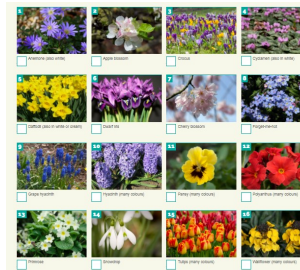 1
2
3
4
Anemone (also white)
Apple blossom
Crocus
Cyclamen (also in white)
5
6
7
8
Daffodil (also in white or cream)
Dwarf iris
Cherry blossom
Forget-me-not
9
10
11
12
Grape hyacinth
Hyacinth (many colours)
Pansy (many colours)
Polyanthus (many colours)
13
14
15
16
Primrose
Snowdrop
Tulips (many colours)
Wallflower (many colours)